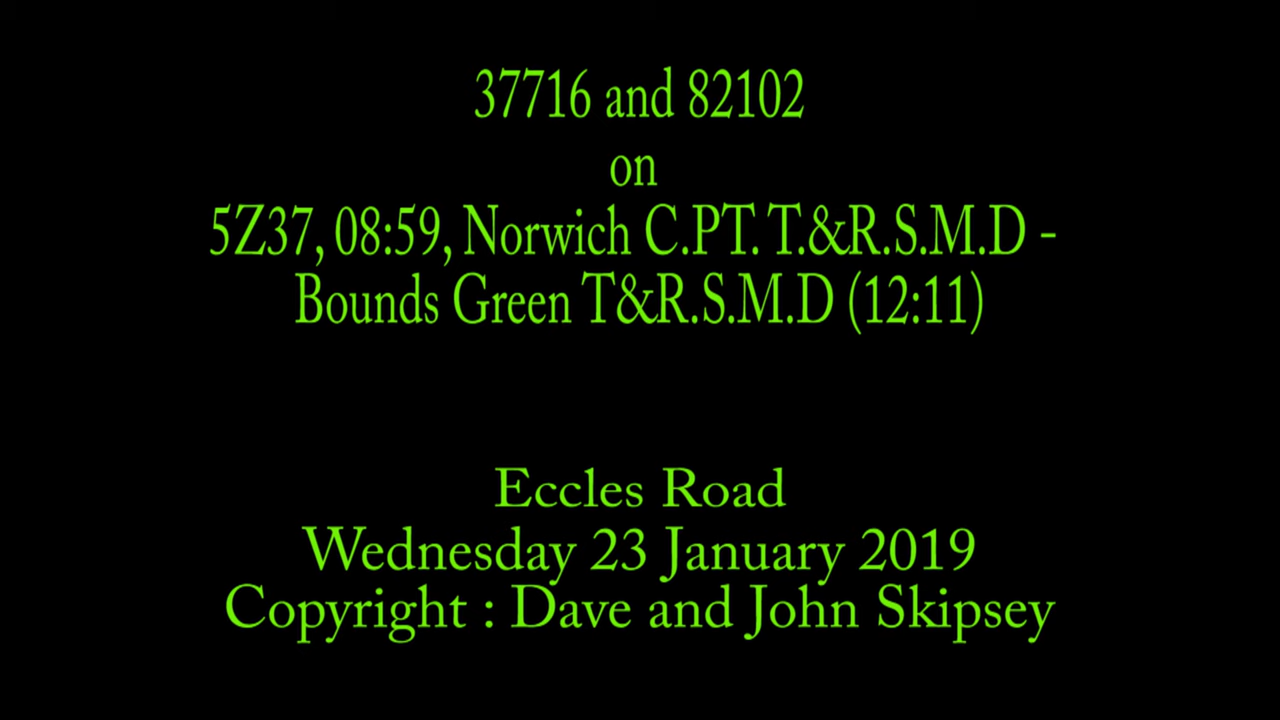 37716 and 82102
on
5Z37, 08:59, Norwich C.PT. T.&R.S.M.D -
Bounds Green T&R.S.M.D (12:11)
Eccles Road
Wednesday 23 January 2019
Copyright : Dave and John Skipsey